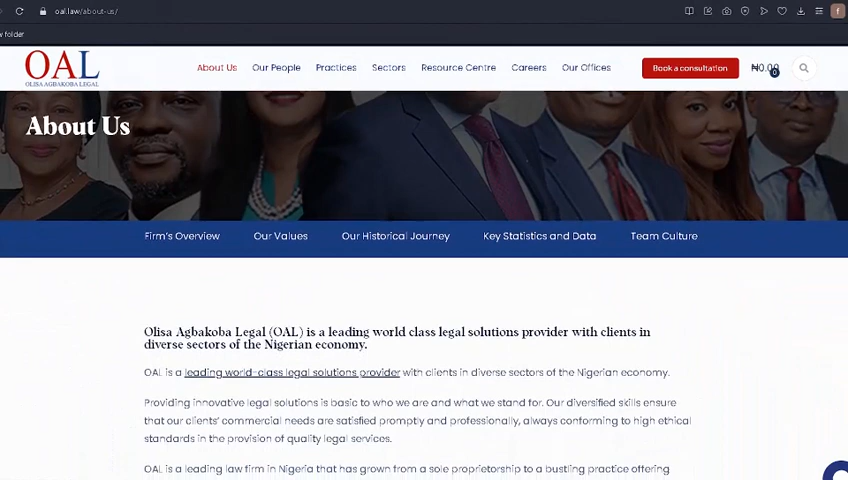 oal.law/about-us/
w folder
OAL
OLISA AGBAKOBA LEGAL
About Us
Our People
Practices
Sectors
Resource Centre
Careers
Our Offices
Book a consultation
₦0.00
0
f
About Us
Firm's Overview
Our Values
Our Historical Journey
Key Statistics and Data
Team Culture
Olisa Agbakoba Legal (OAL) is a leading world class legal solutions provider with clients in
diverse sectors of the Nigerian economy.
OAL is a leading world-class legal solutions provider with clients in diverse sectors of the Nigerian economy.
Providing innovative legal solutions is basic to who we are and what we stand for. Our diversified skills ensure
that our clients' commercial needs are satisfied promptly and professionally, always conforming to high ethical
standards in the provision of quality legal services.
OAL is a leading law firm in Nigeria that has grown from a sole proprietorship to a bustling practice offering